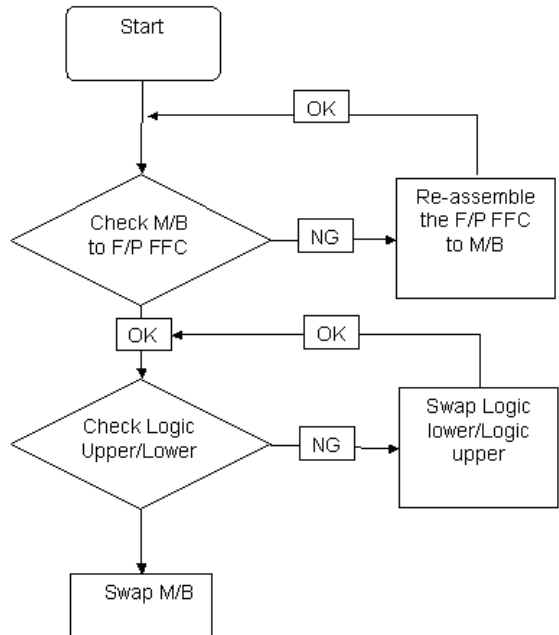 Start
OK
Check M/B
to F/P FFC
NG
Re-assemble
the F/P FFC
to M/B
OK
OK
Check Logic
Upper/Lower
NG
Swap Logic
lower/Logic
upper
Swap M/B